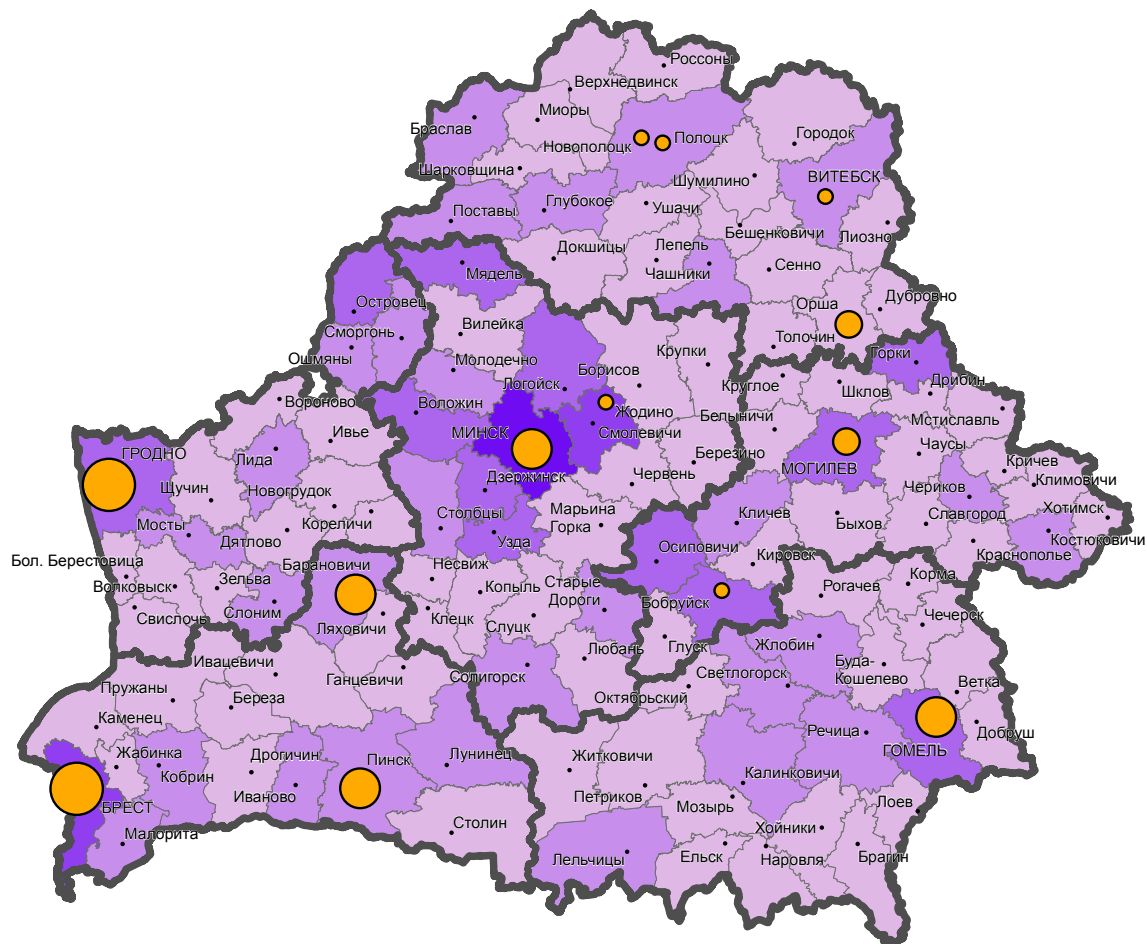 Россоны
Верхнедвинск
Миоры
Браслав
Новополоцк
Полоцк
Городок
Шарковщина
ВИТЕБСК
Шумилино
Поставы
Глубокое
Ушачи
Бешенковичи
Лиозно
Докшицы
Лепель
Чашники
Сенно
Мядель
Островец
Орша
Дубровно
Сморгонь
Вилейка
Толочин
Ошмяны
Молодечно
Крупки
Горки
Борисов
Логойск
Круглое
Шклов
Дрибин
Вороново
Воложин
Жодино
Белыничи
Мстиславль
Ивье
МИНСК
Смолевичи
Чаусы
ГРОДНО
Лида
Березино
МОГИЛЕВ
Кричев
Дзержинск
Червень
Климовичи
Щучин
Новогрудок
Чериков
Хотимск
Мосты
Кореличи
Столбцы
Марьина
Горка
Кличев
Быхов
Славгород
Дятлово
Узда
Костюковичи
Бол. Берестовица
Барановичи
Осиповичи
Кировск
Краснополье
Волковыск
Зельва
Несвиж
Копыль
Старые
Дороги
Корма
Свислочь
Слоним
Бобруйск
Рогачев
Ляховичи
Клецк
Слуцк
Чечерск
Ивацевичи
Любань
Глуск
Жлобин
Буда-
Кошелево
Пружаны
Береза
Ганцевичи
Солигорск
Октябрьский
Светлогорск
Ветка
Каменец
Жабинка
Дрогичин
Пинск
Лунинец
Речица
ГОМЕЛЬ
Добруш
Кобрин
Иваново
Житковичи
Калинковичи
Петриков
Мозырь
Лоев
БРЕСТ
Малорита
Столин
Хойники
Лельчицы
Ельск
Наровля
Брагин